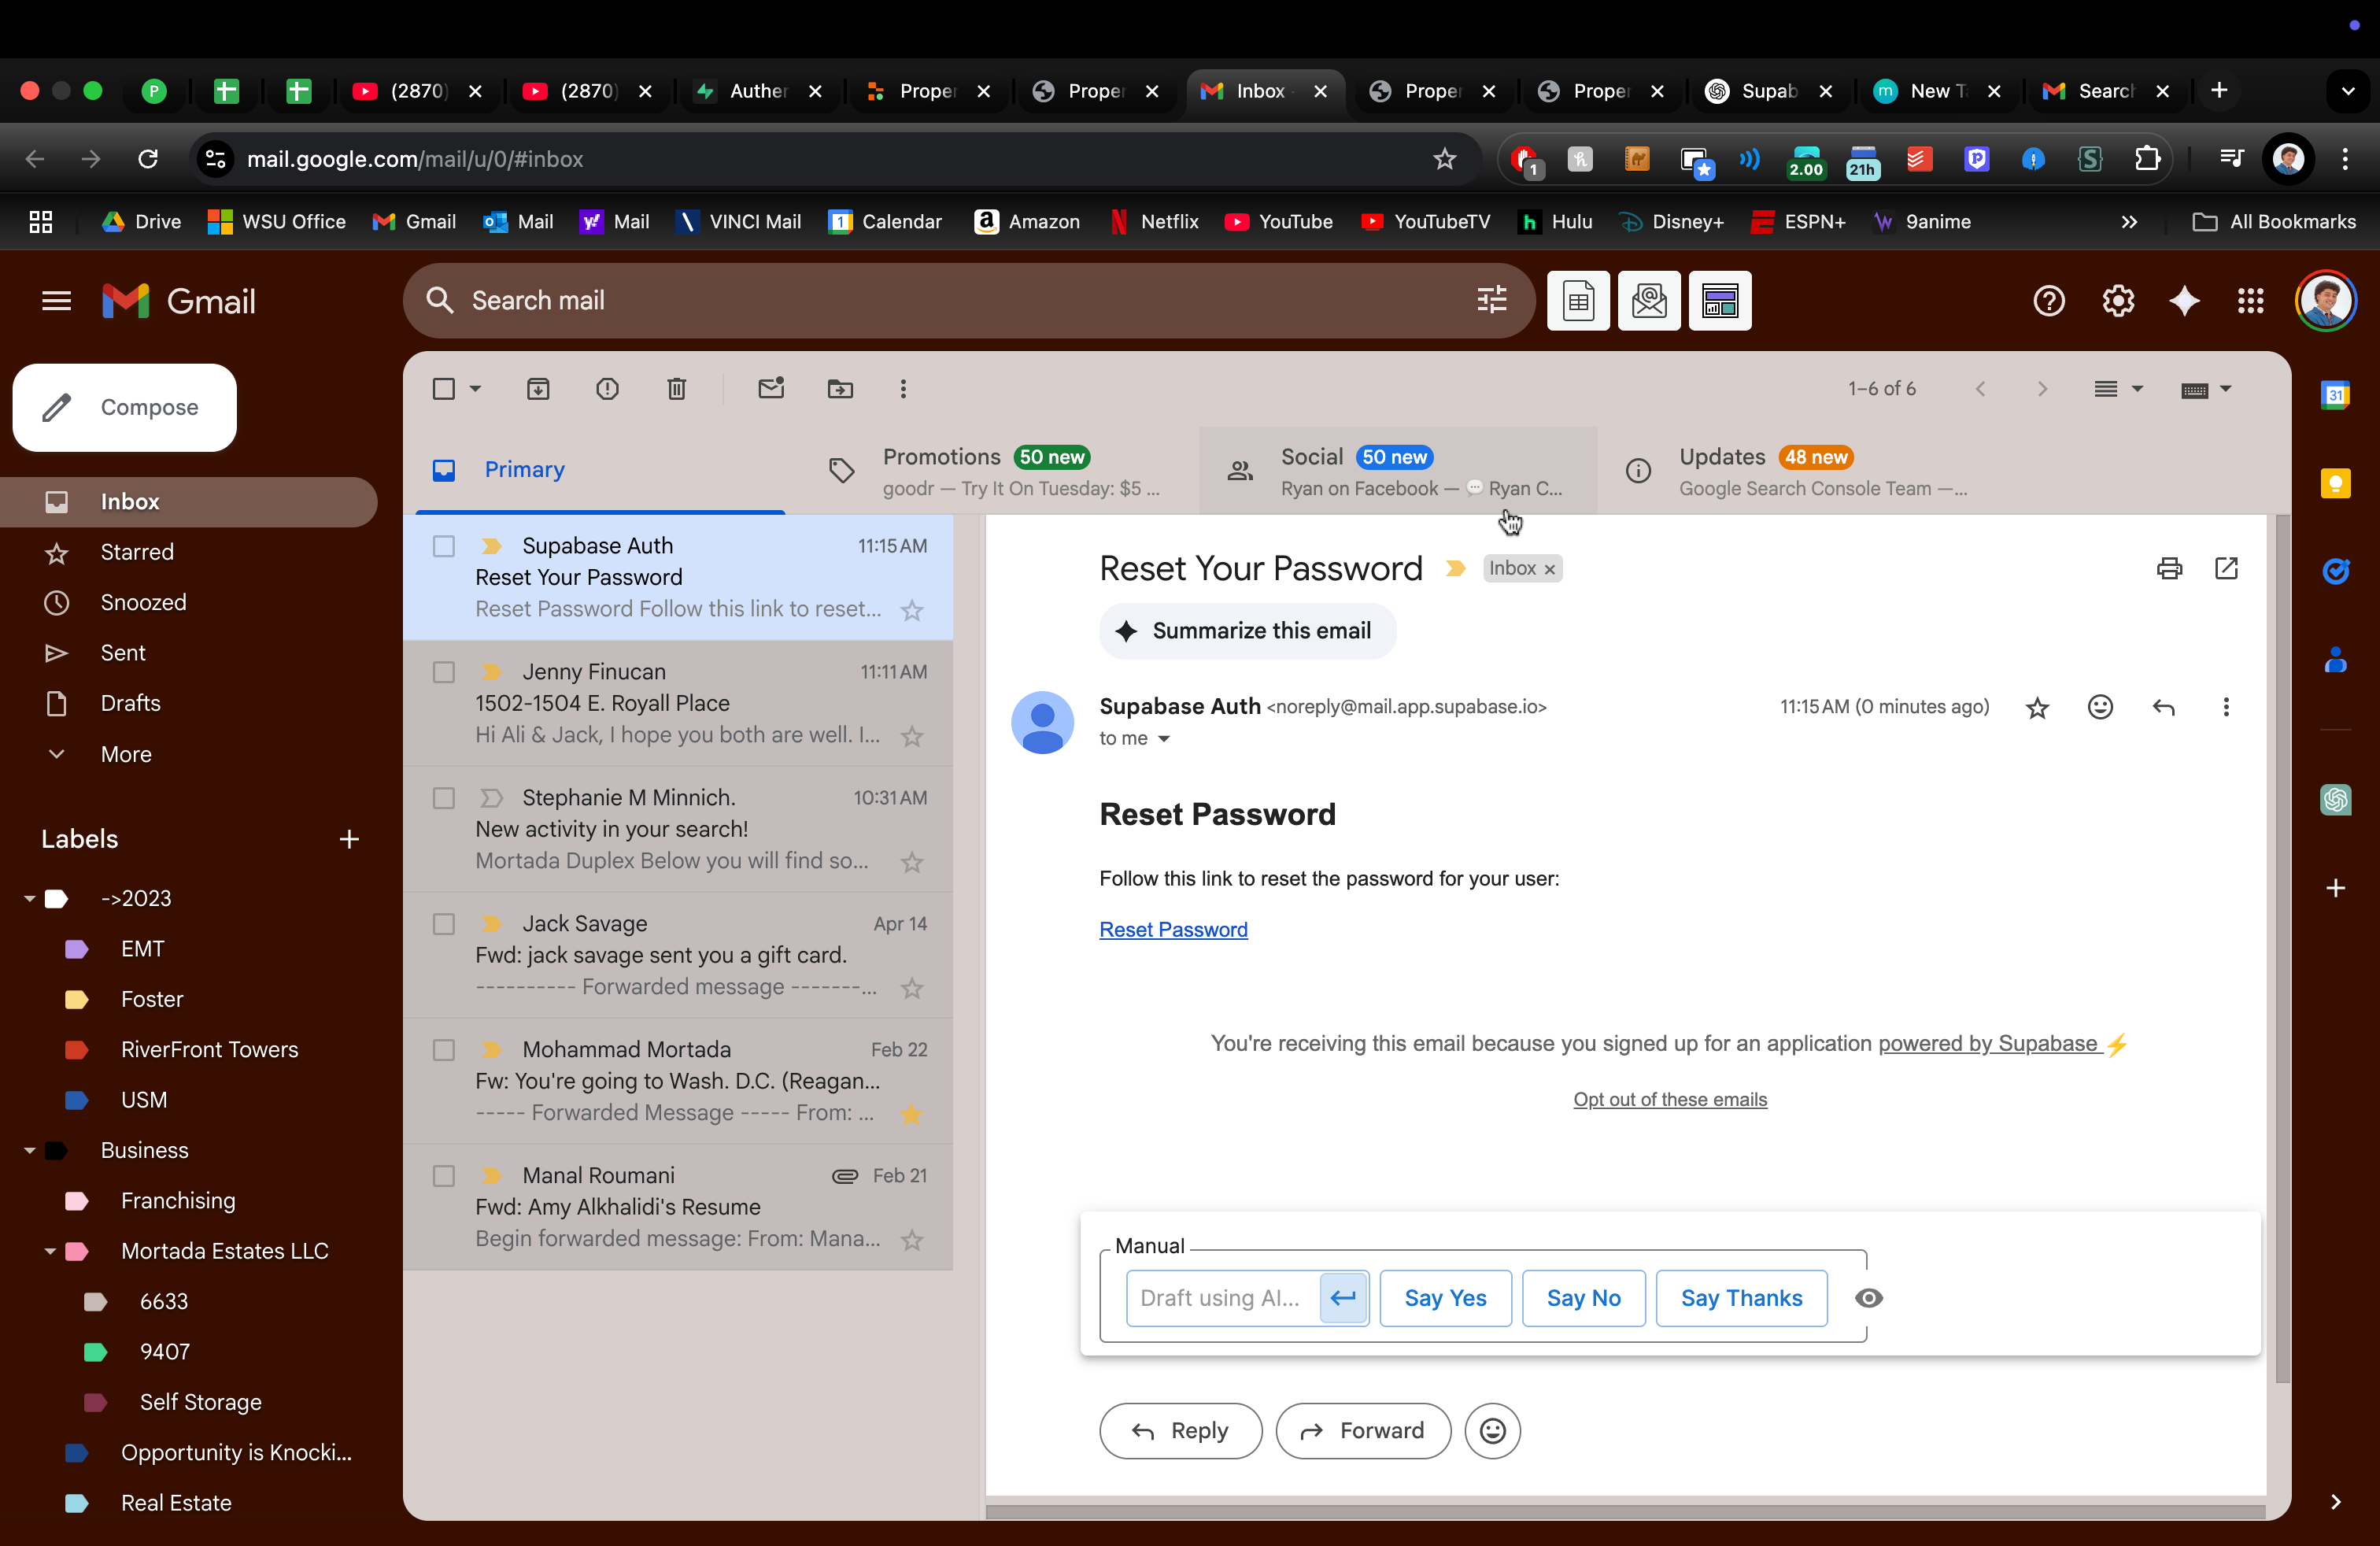 P
(2870)
(2870)
Auther
Proper
Proper
Inbox -
Proper
Proper
Supab
m
New T
Search
mail.google.com/mail/u/0/#inbox
1
2.00
21h
Drive
WSU Office
Gmail
Mail
Mail
VINCI Mail
Calendar
Amazon
Netflix
YouTube
YouTubeTV
Hulu
Disney+
ESPN+
9anime
All Bookmarks
Gmail
Search mail
Compose
1–6 of 6
Primary
Promotions 50 new
goodr — Try It On Tuesday: $5 ...
Social 50 new
Ryan on Facebook — 💬 Ryan C...
Updates 48 new
Google Search Console Team —...
Inbox
Starred
Snoozed
Sent
Drafts
More
Labels
->2023
EMT
Foster
RiverFront Towers
USM
Business
Franchising
Mortada Estates LLC
6633
9407
Self Storage
Opportunity is Knocki...
Real Estate
Supabase Auth 11:15 AM
Reset Your Password
Reset Password Follow this link to reset...
Jenny Finucan 11:11 AM
1502-1504 E. Royall Place
Hi Ali & Jack, I hope you both are well. I...
Stephanie M Minnich. 10:31 AM
New activity in your search!
Mortada Duplex Below you will find so...
Jack Savage Apr 14
Fwd: jack savage sent you a gift card.
---------- Forwarded message -------...
Mohammad Mortada Feb 22
Fw: You're going to Wash. D.C. (Reagan...
----- Forwarded Message ----- From: ...
Manal Roumani Feb 21
Fwd: Amy Alkhalidi's Resume
Begin forwarded message: From: Mana...
Reset Your Password Inbox ×
Summarize this email
Supabase Auth <noreply@mail.app.supabase.io> 11:15 AM (0 minutes ago)
to me
Reset Password
Follow this link to reset the password for your user:
Reset Password
You're receiving this email because you signed up for an application powered by Supabase ⚡
Opt out of these emails
Manual
Draft using AI...
Say Yes
Say No
Say Thanks
Reply
Forward
31